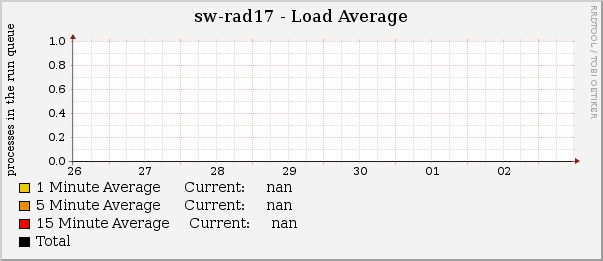 sw-rad17 - Load Average
RRDTOOL / TOBI OETIKER
processes in the run queue
1.0
0.8
0.6
0.4
0.2
0.0
26 27 28 29 30 01 02
1 Minute Average Current: nan
5 Minute Average Current: nan
15 Minute Average Current: nan
Total